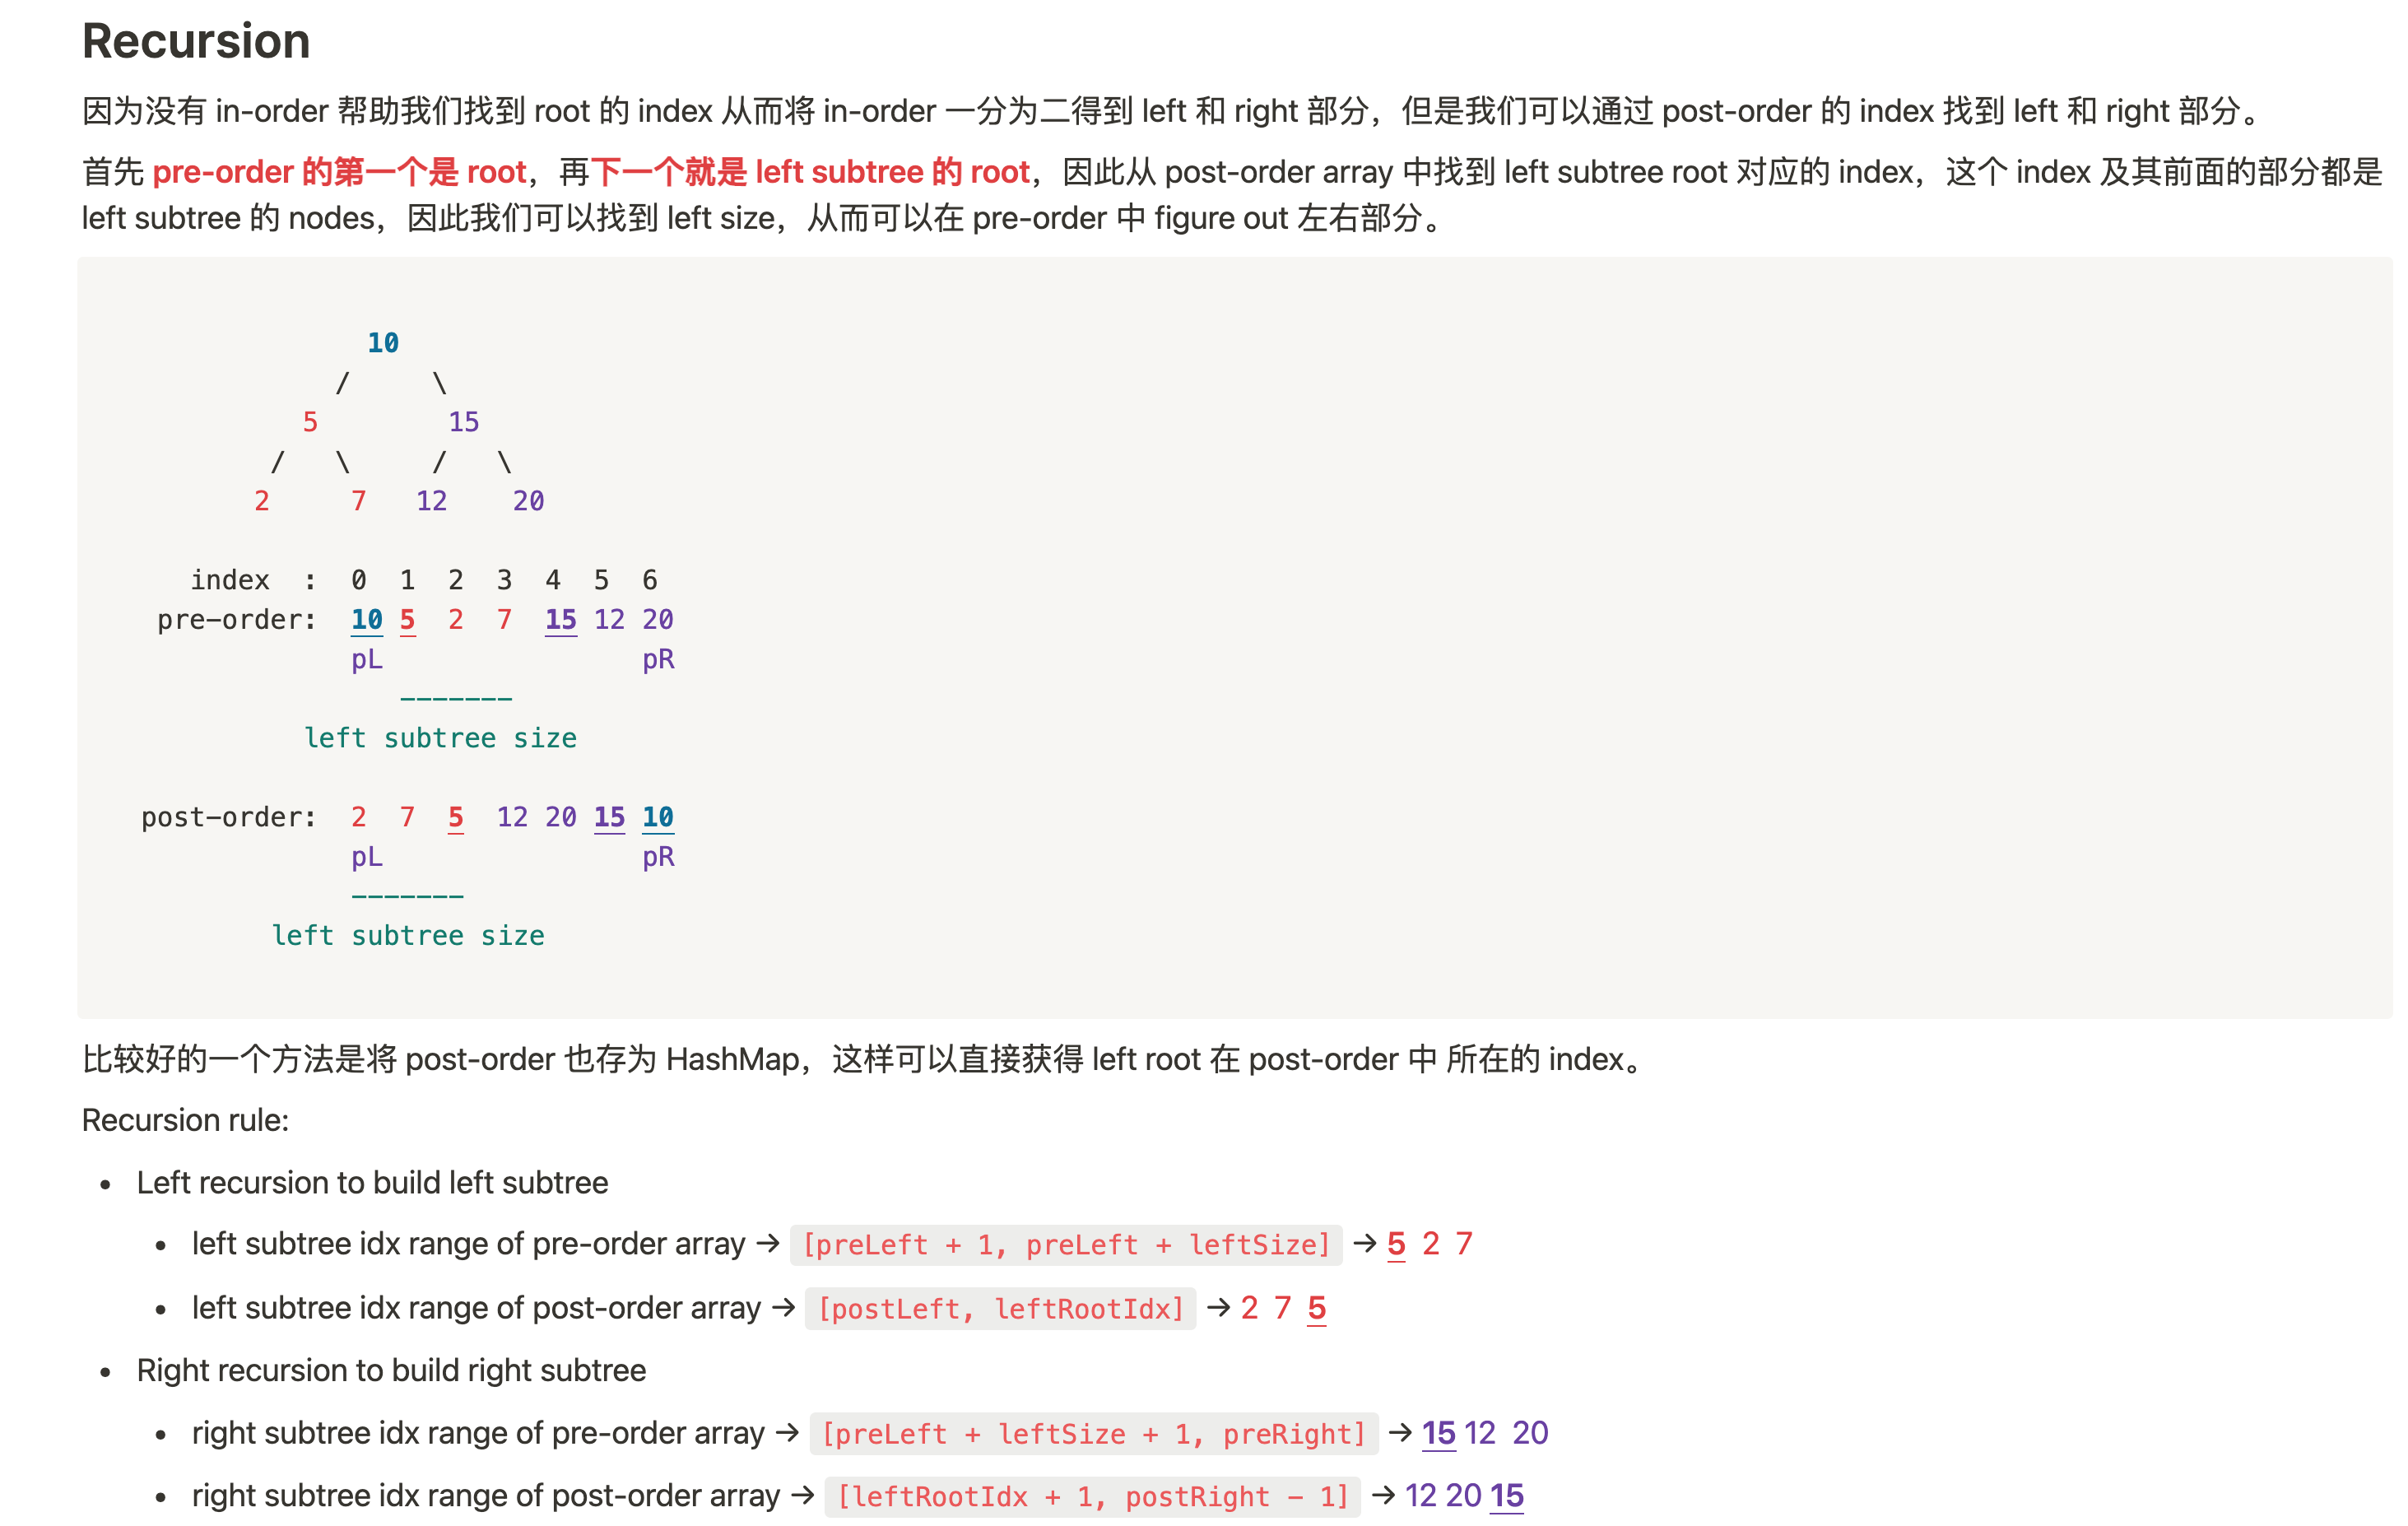 Recursion
因为没有 in-order 帮助我们找到 root 的 index 从而将 in-order 一分为二得到 left 和 right 部分，但是我们可以通过 post-order 的 index 找到 left 和 right 部分。
首先 pre-order 的第一个是 root，再下一个就是 left subtree 的 root，因此从 post-order array 中找到 left subtree root 对应的 index，这个 index 及其前面的部分都是
left subtree 的 nodes，因此我们可以找到 left size，从而可以在 pre-order 中 figure out 左右部分。
10
/ \
5 15
/ \ / \
2 7 12 20
index : 0 1 2 3 4 5 6
pre-order: 10 5 2 7 15 12 20
pL pR
-------
left subtree size
post-order: 2 7 5 12 20 15 10
pL pR
-------
left subtree size
比较好的一个方法是将 post-order 也存为 HashMap，这样可以直接获得 left root 在 post-order 中 所在的 index。
Recursion rule:
• Left recursion to build left subtree
• left subtree idx range of pre-order array → [preLeft + 1, preLeft + leftSize] → 5 2 7
• left subtree idx range of post-order array → [postLeft, leftRootIdx] → 2 7 5
• Right recursion to build right subtree
• right subtree idx range of pre-order array → [preLeft + leftSize + 1, preRight] → 15 12 20
• right subtree idx range of post-order array → [leftRootIdx + 1, postRight - 1] → 12 20 15